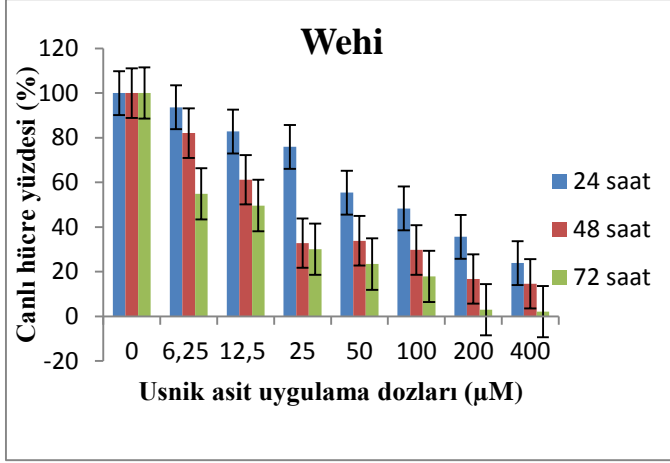 Wehi
Canlı hücre yüzdesi (%)
120
100
80
60
40
20
0
-20
0 6,25 12,5 25 50 100 200 400
Usnik asit uygulama dozları (µM)
24 saat
48 saat
72 saat